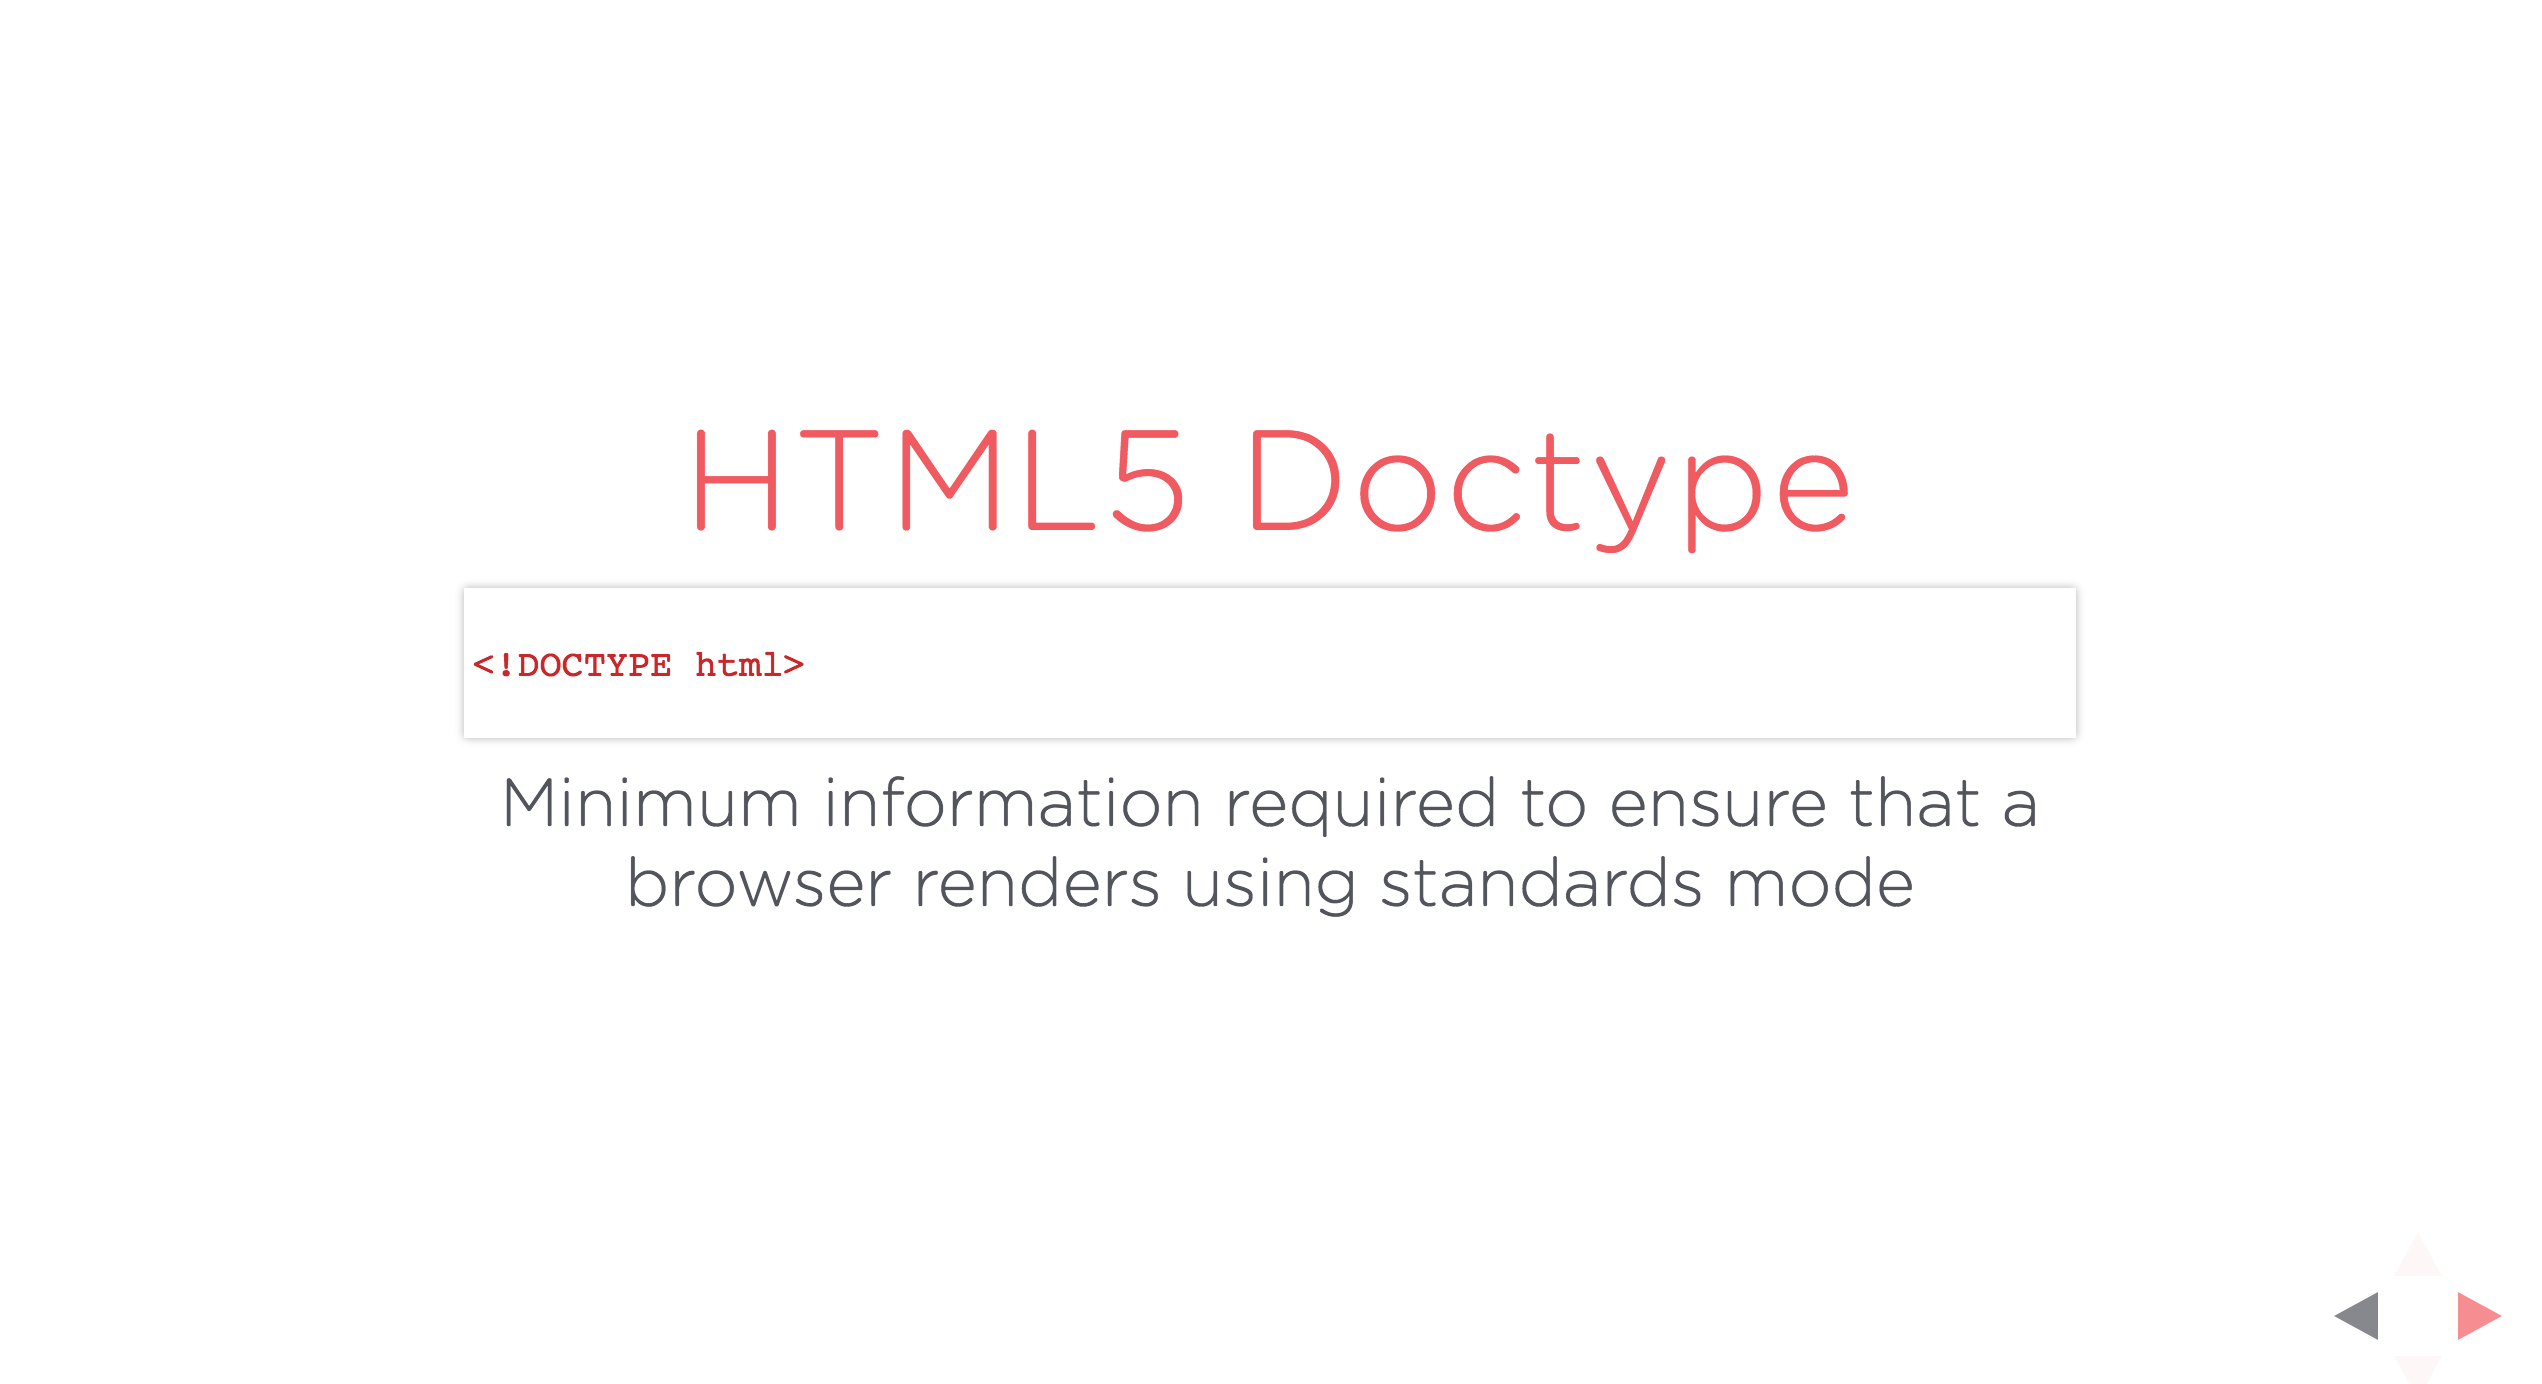 HTML5 Doctype
<!DOCTYPE html>
Minimum information required to ensure that a
browser renders using standards mode